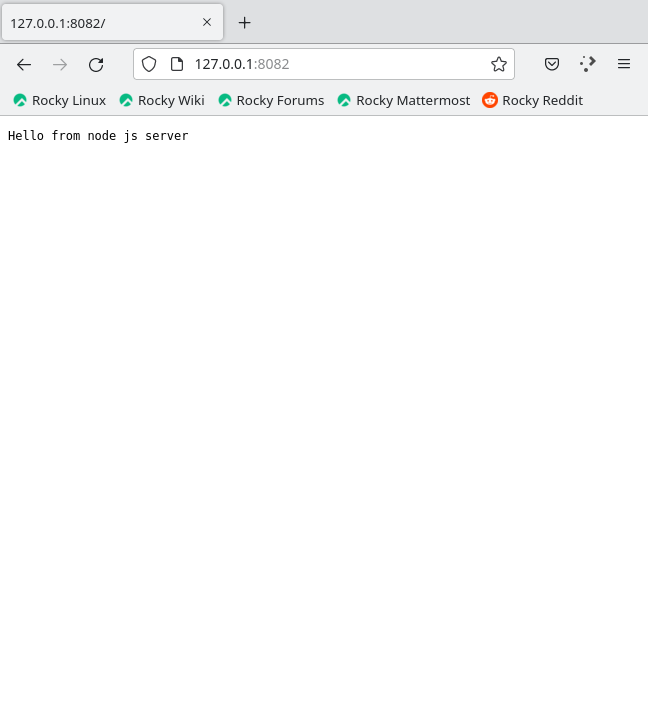 127.0.0.1:8082/
127.0.0.1:8082
Rocky Linux Rocky Wiki Rocky Forums Rocky Mattermost Rocky Reddit
Hello from node js server